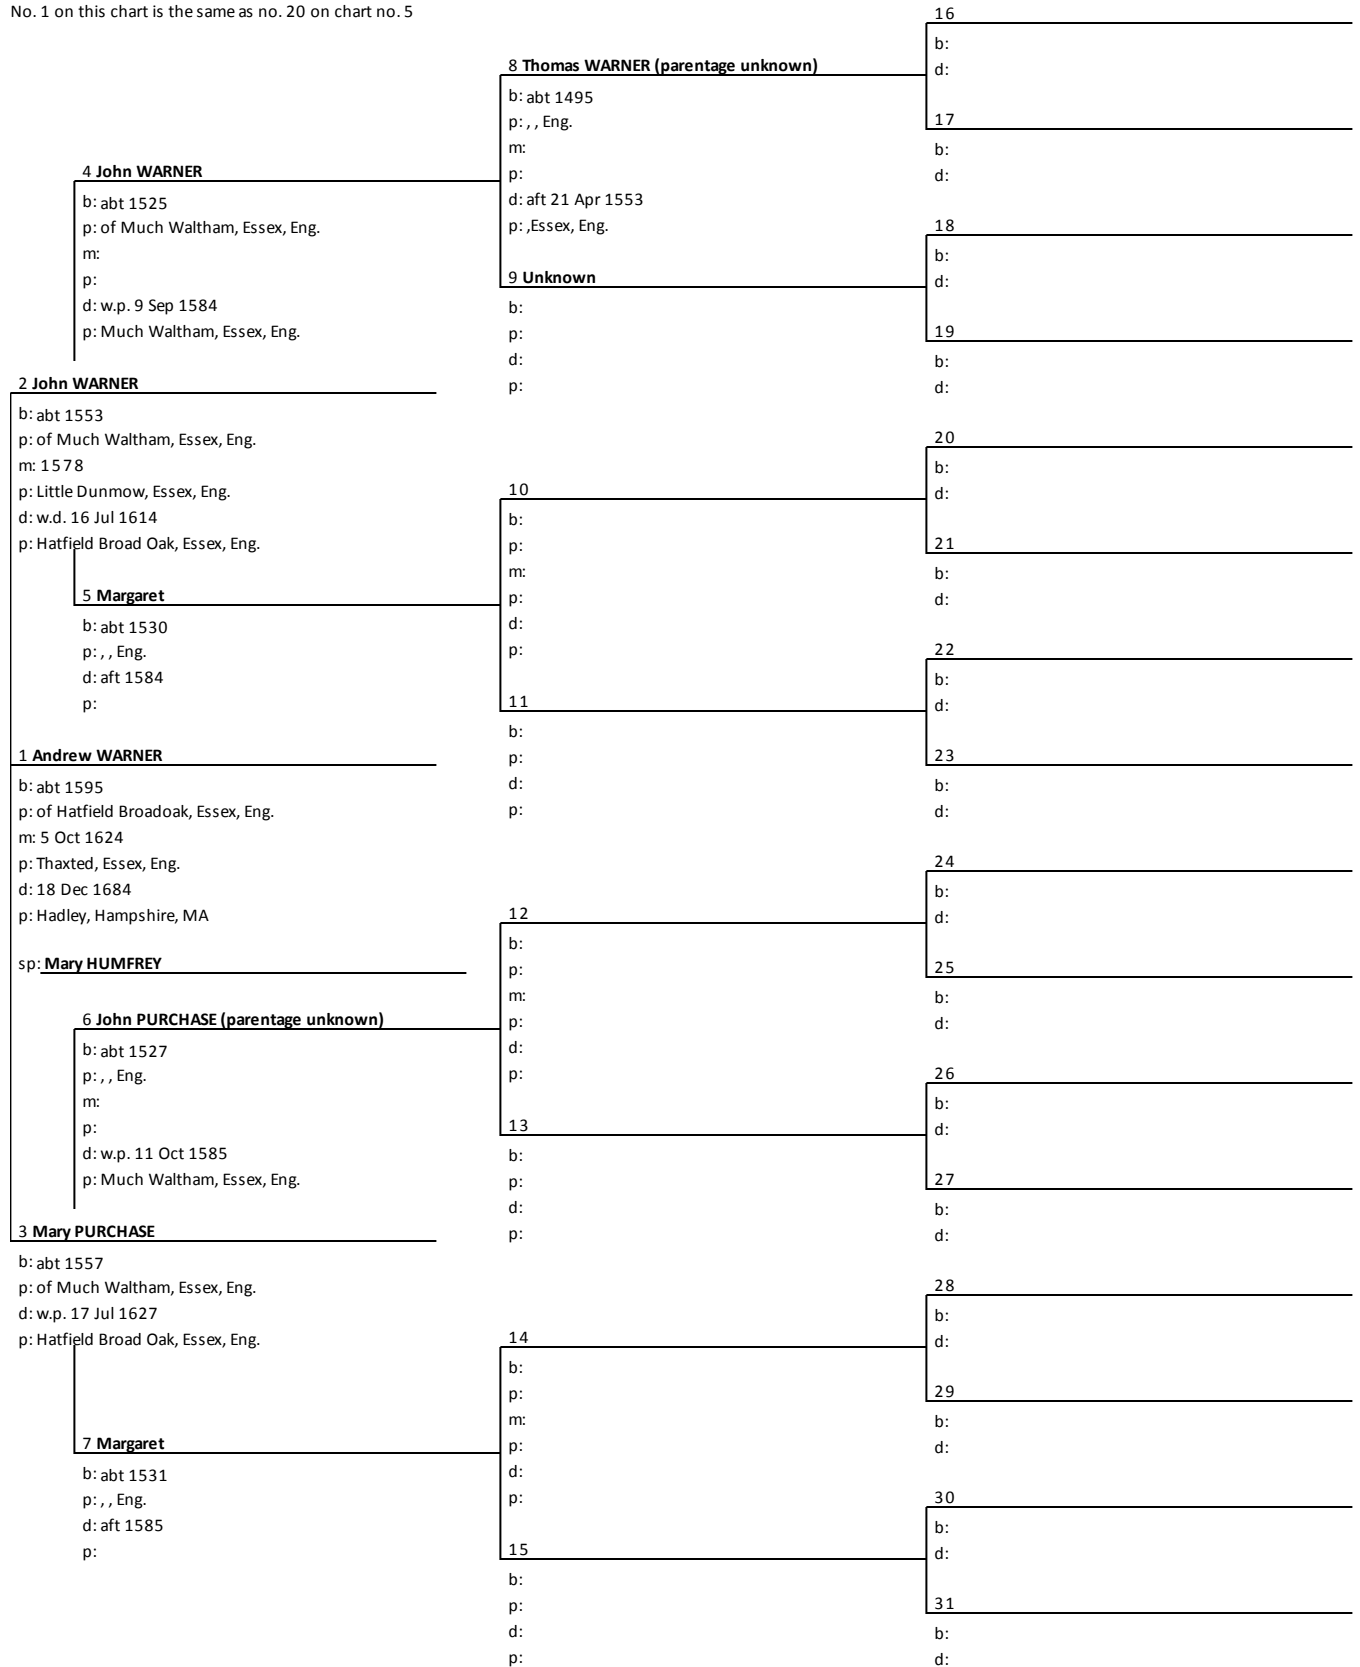 No. 1 on this chart is the same as no. 20 on chart no. 5
4 John WARNER
b: abt 1525
p: of Much Waltham, Essex, Eng.
m:
p:
d: w.p. 9 Sep 1584
p: Much Waltham, Essex, Eng.
2 John WARNER
b: abt 1553
p: of Much Waltham, Essex, Eng.
m: 1578
p: Little Dunmow, Essex, Eng.
d: w.d. 16 Jul 1614
p: Hatfield Broad Oak, Essex, Eng.
5 Margaret
b: abt 1530
p: , , Eng.
d: aft 1584
p:
1 Andrew WARNER
b: abt 1595
p: of Hatfield Broadoak, Essex, Eng.
m: 5 Oct 1624
p: Thaxted, Essex, Eng.
d: 18 Dec 1684
p: Hadley, Hampshire, MA
sp: Mary HUMFREY
6 John PURCHASE (parentage unknown)
b: abt 1527
p: , , Eng.
m:
p:
d: w.p. 11 Oct 1585
p: Much Waltham, Essex, Eng.
3 Mary PURCHASE
b: abt 1557
p: of Much Waltham, Essex, Eng.
d: w.p. 17 Jul 1627
p: Hatfield Broad Oak, Essex, Eng.
7 Margaret
b: abt 1531
p: , , Eng.
d: aft 1585
p:
8 Thomas WARNER (parentage unknown)
b: abt 1495
p: , , Eng.
m:
p:
d: aft 21 Apr 1553
p: ,Essex, Eng.
9 Unknown
b:
p:
d:
p:
10
b:
p:
m:
p:
d:
p:
11
b:
p:
d:
p:
12
b:
p:
m:
p:
d:
p:
13
b:
p:
d:
p:
14
b:
p:
m:
p:
d:
p:
15
b:
p:
d:
p:
16
b:
d:
17
b:
d:
18
b:
d:
19
b:
d:
20
b:
d:
21
b:
d:
22
b:
d:
23
b:
d:
24
b:
d:
25
b:
d:
26
b:
d:
27
b:
d:
28
b:
d:
29
b:
d:
30
b:
d:
31
b:
d: